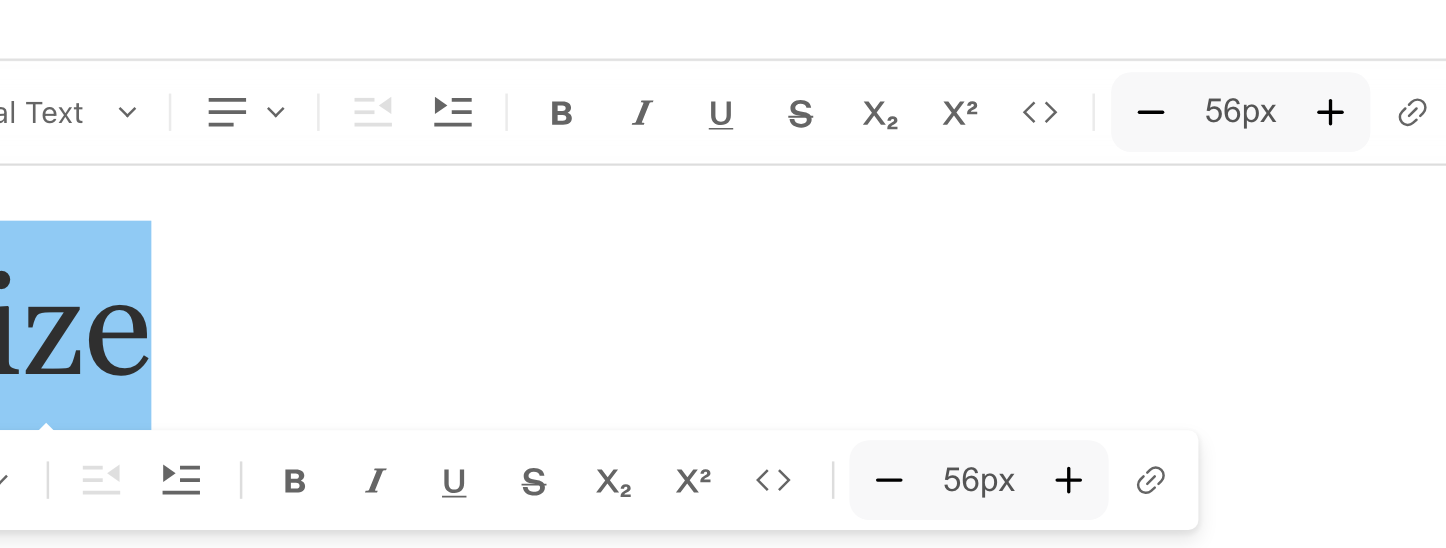 al Text B I U S X₂ X² <> − 56px +
ize
B I U S X₂ X² <> − 56px +